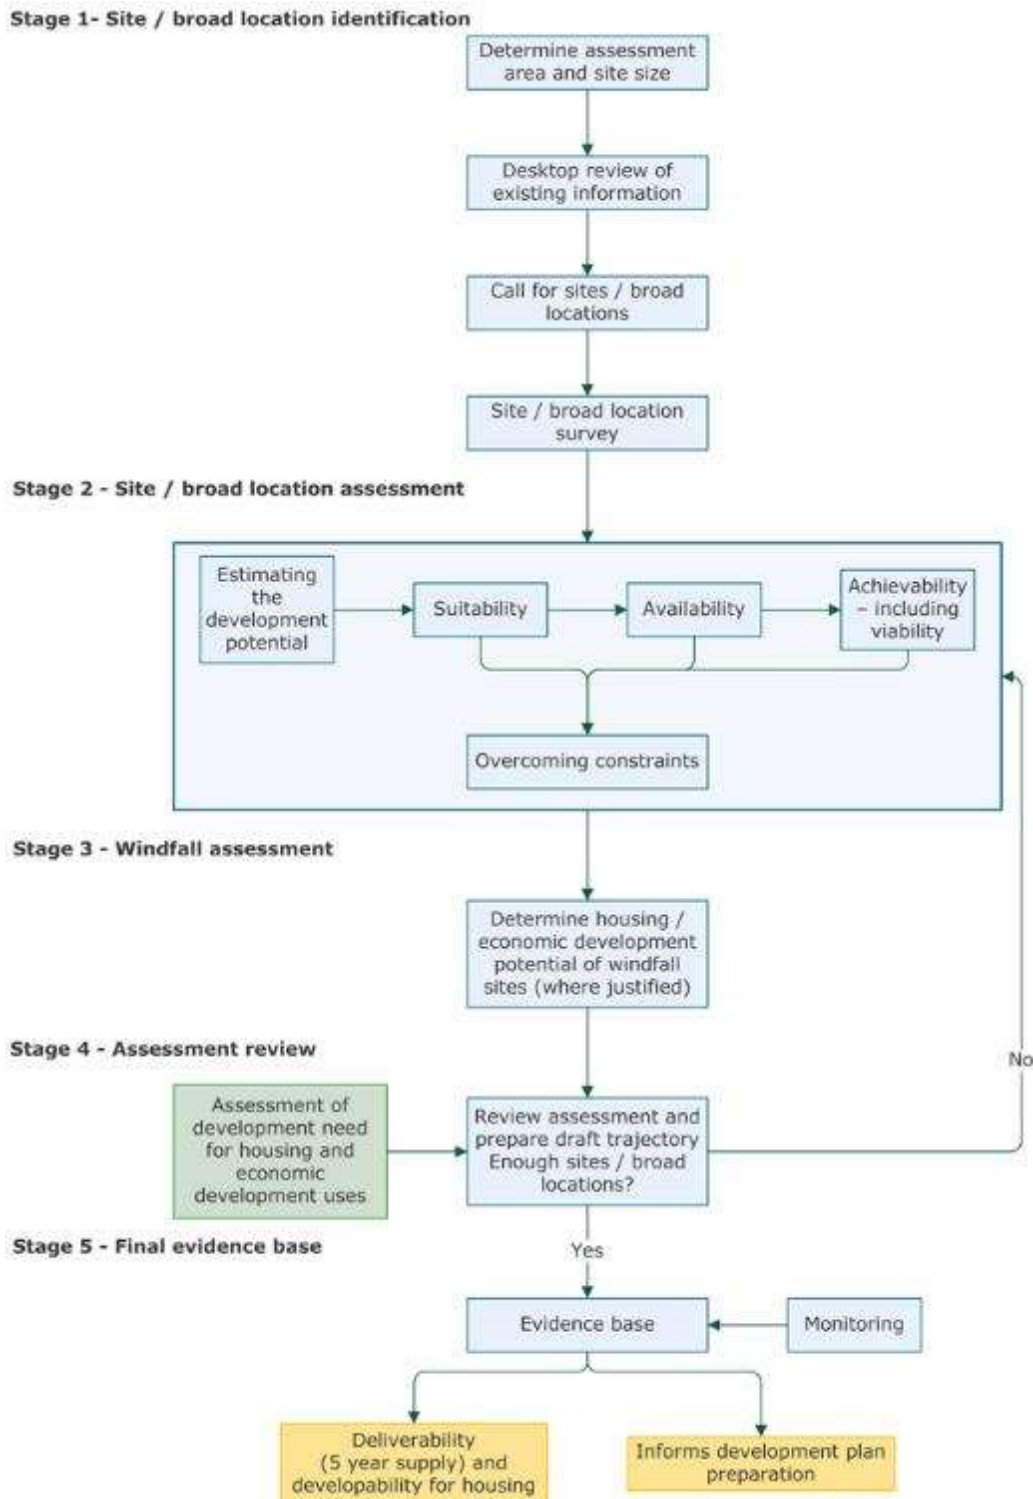 Stage 1- Site / broad location identification
Determine assessment
area and site size
Desktop review of
existing information
Call for sites / broad
locations
Site / broad location
survey
Stage 2 - Site / broad location assessment
Estimating
the
development
potential
Suitability
Availability
Achievability
– including
viability
Overcoming constraints
Stage 3 - Windfall assessment
Determine housing /
economic development
potential of windfall
sites (where justified)
Stage 4 - Assessment review
Assessment of
development need
for housing and
economic
development uses
Review assessment and
prepare draft trajectory
Enough sites / broad
locations?
No
Yes
Stage 5 - Final evidence base
Evidence base
Monitoring
Deliverability
(5 year supply) and
developability for housing
Informs development plan
preparation